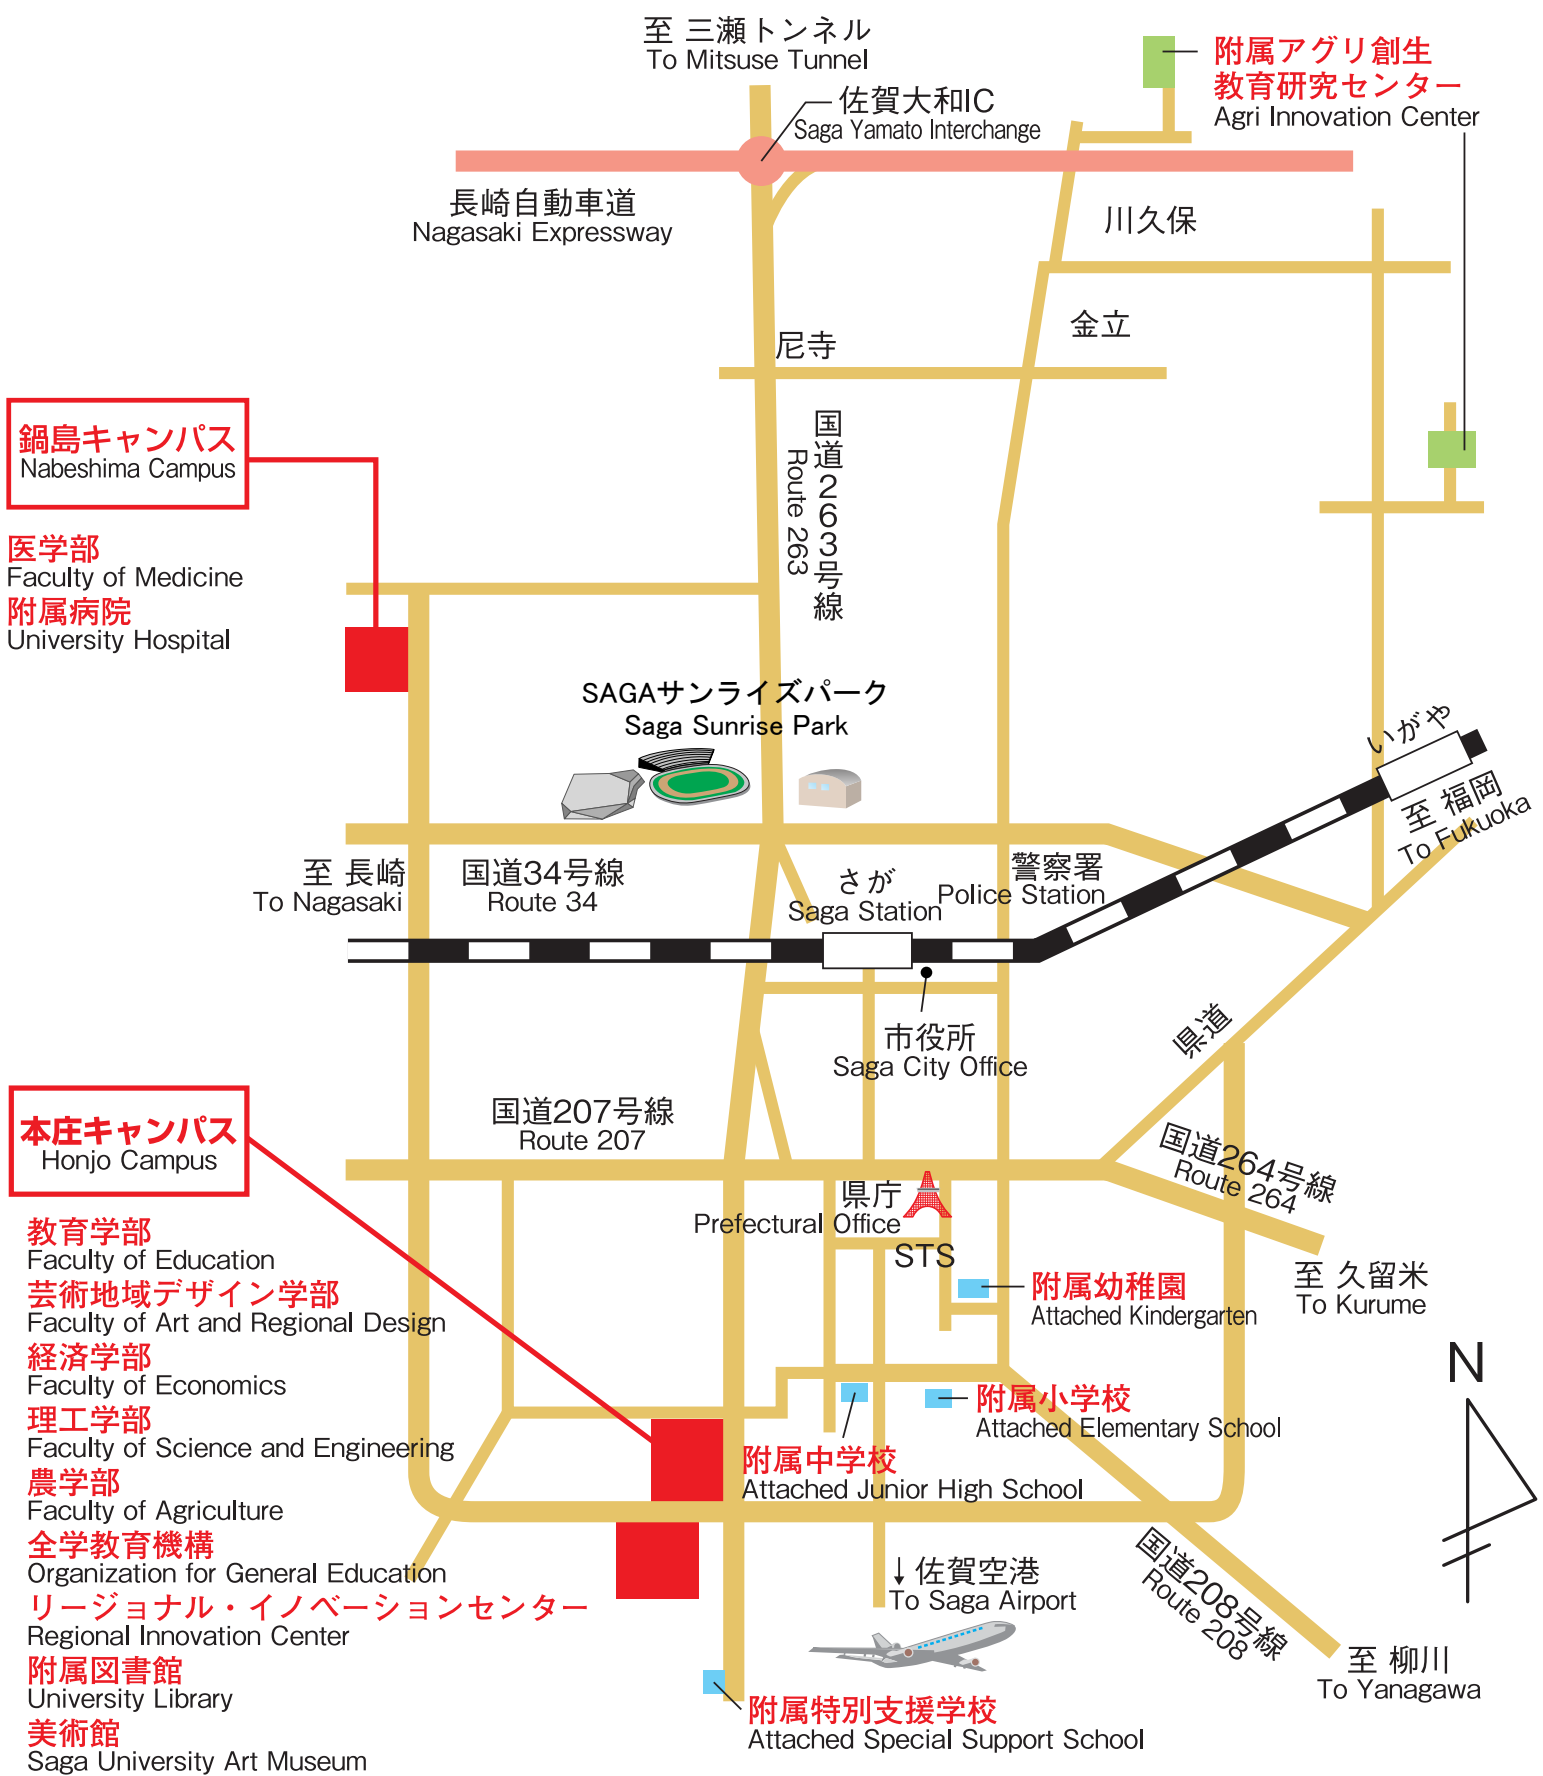 至 三瀬トンネル
To Mitsuse Tunnel
佐賀大和IC
Saga Yamato Interchange
附属アグリ創生
教育研究センター
Agri Innovation Center
長崎自動車道
Nagasaki Expressway
川久保
金立
尼寺
国道263号線
Route 263
鍋島キャンパス
Nabeshima Campus
医学部
Faculty of Medicine
附属病院
University Hospital
SAGAサンライズパーク
Saga Sunrise Park
いがや
至 福岡
To Fukuoka
至 長崎
To Nagasaki
国道34号線
Route 34
さが
Saga Station
警察署
Police Station
市役所
Saga City Office
県道
国道207号線
Route 207
国道264号線
Route 264
県庁
Prefectural Office
STS
至 久留米
To Kurume
附属幼稚園
Attached Kindergarten
本庄キャンパス
Honjo Campus
教育学部
Faculty of Education
芸術地域デザイン学部
Faculty of Art and Regional Design
経済学部
Faculty of Economics
理工学部
Faculty of Science and Engineering
農学部
Faculty of Agriculture
全学教育機構
Organization for General Education
リージョナル・イノベーションセンター
Regional Innovation Center
附属図書館
University Library
美術館
Saga University Art Museum
附属小学校
Attached Elementary School
附属中学校
Attached Junior High School
N
↓ 佐賀空港
To Saga Airport
国道208号線
Route 208
至 柳川
To Yanagawa
附属特別支援学校
Attached Special Support School